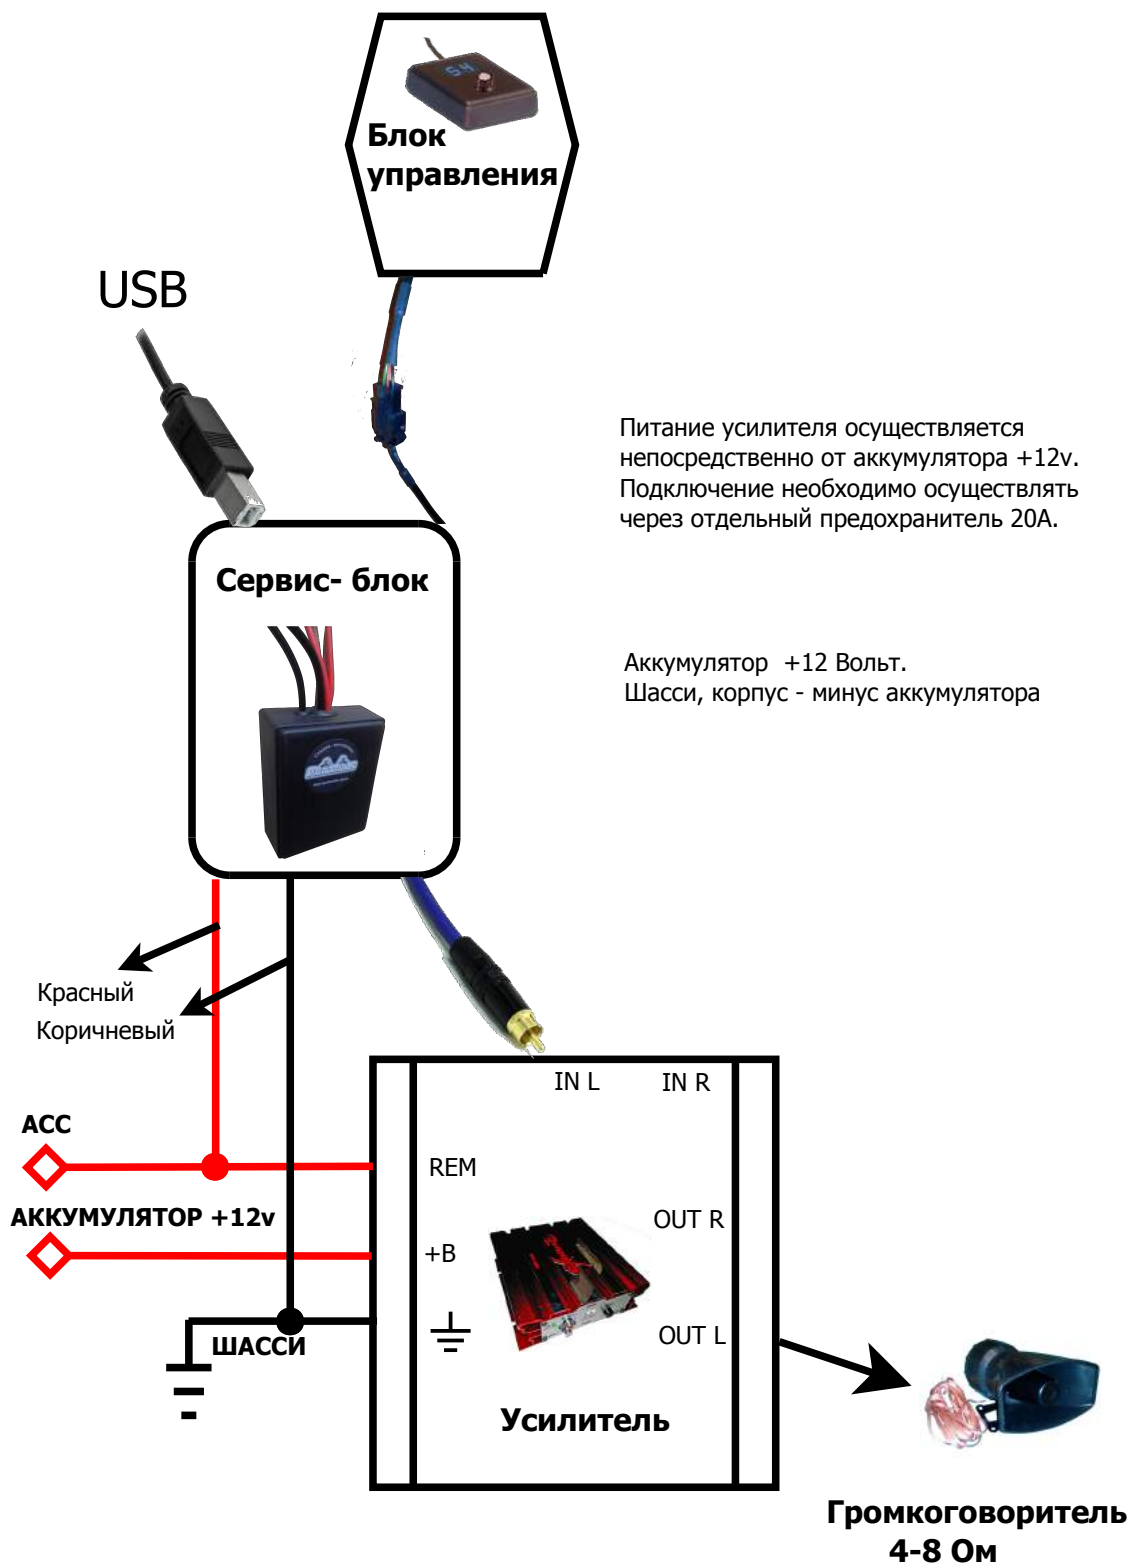 Блок
управления
USB
Питание усилителя осуществляется
непосредственно от аккумулятора +12v.
Подключение необходимо осуществлять
через отдельный предохранитель 20А.
Сервис- блок
Аккумулятор +12 Вольт.
Шасси, корпус - минус аккумулятора
Красный
Коричневый
IN L
IN R
ACC
REM
АККУМУЛЯТОР +12v
OUT R
+B
ШАССИ
OUT L
Усилитель
Громкоговоритель
4-8 Ом